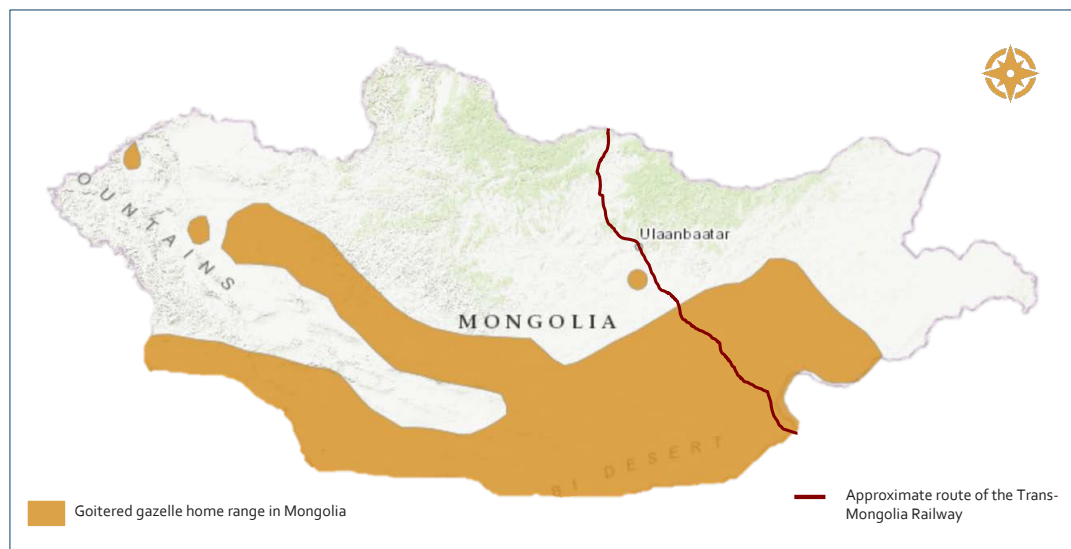 OUNTAINS
Ulaanbaatar
MONGOLIA
BI DESERT
Goitered gazelle home range in Mongolia
Approximate route of the Trans-
Mongolia Railway